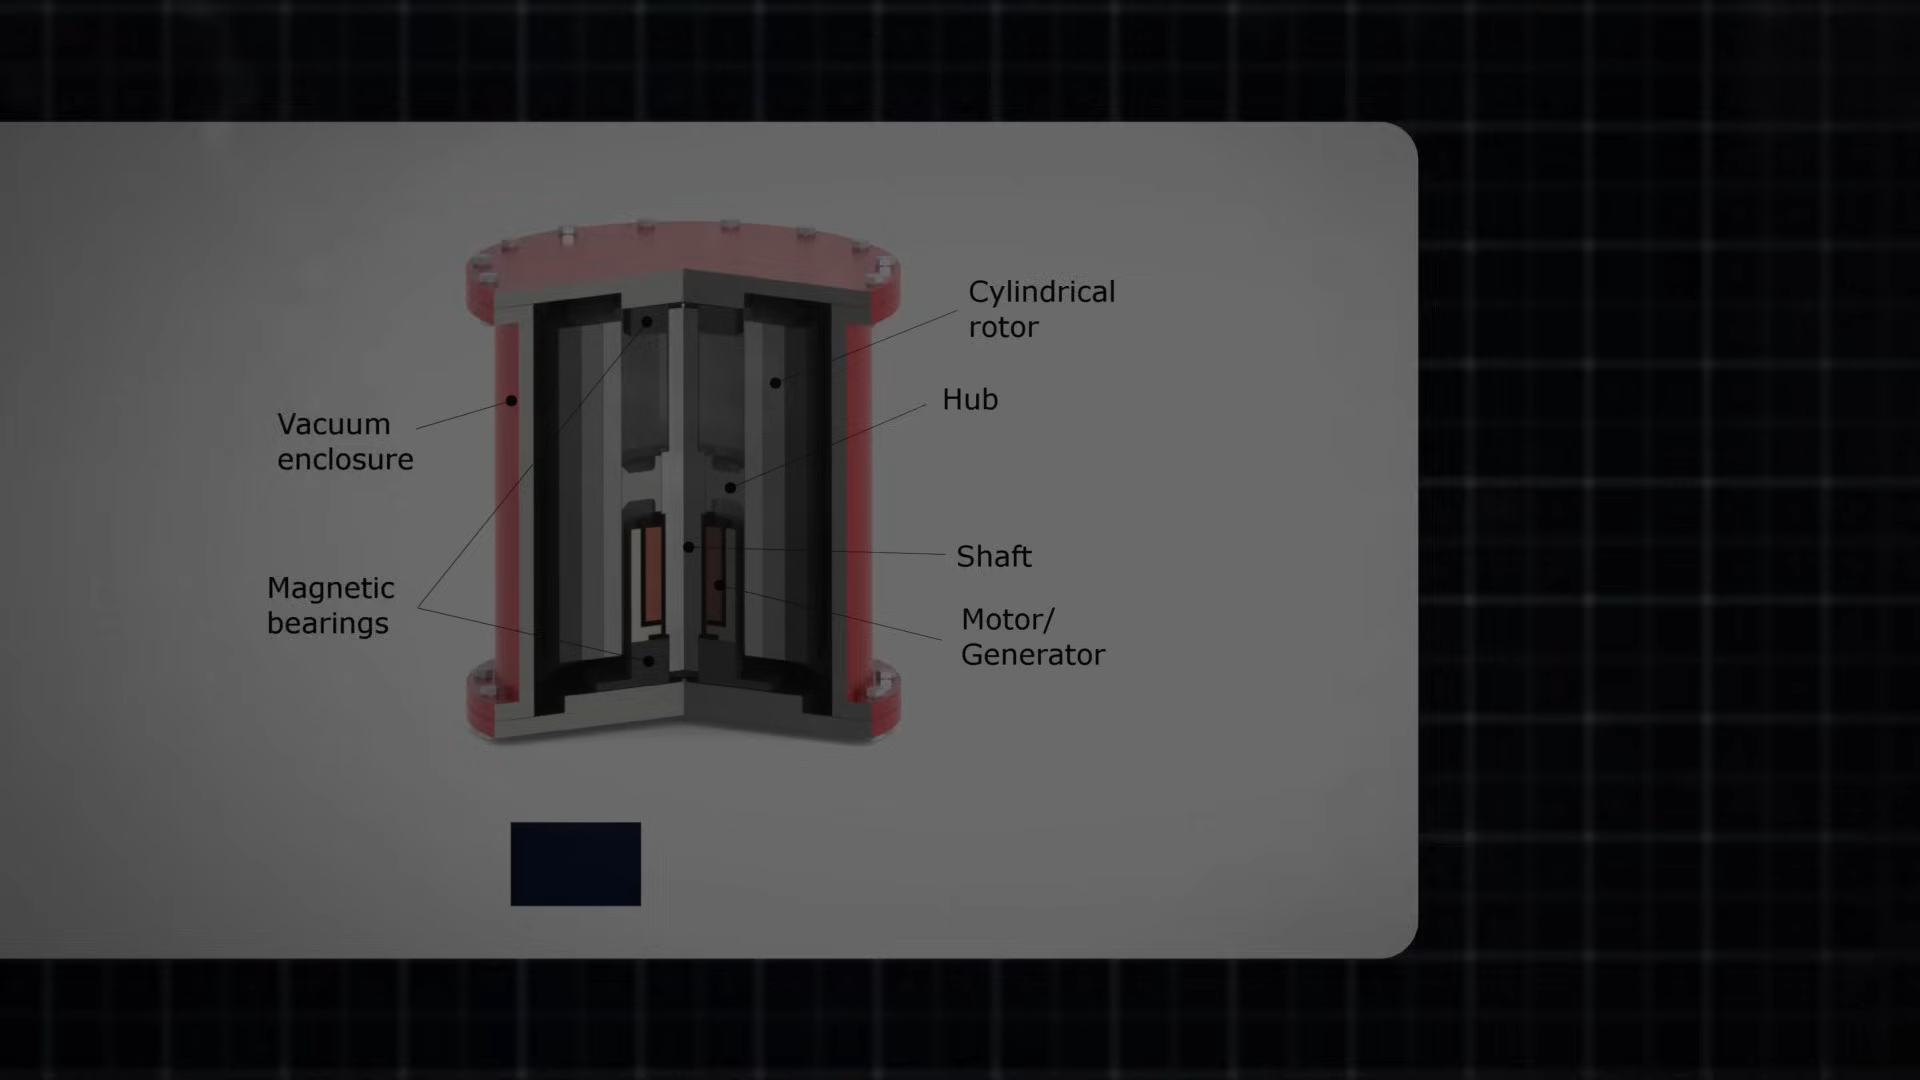 Cylindrical
rotor
Hub
Vacuum
enclosure
Shaft
Magnetic
bearings
Motor/
Generator